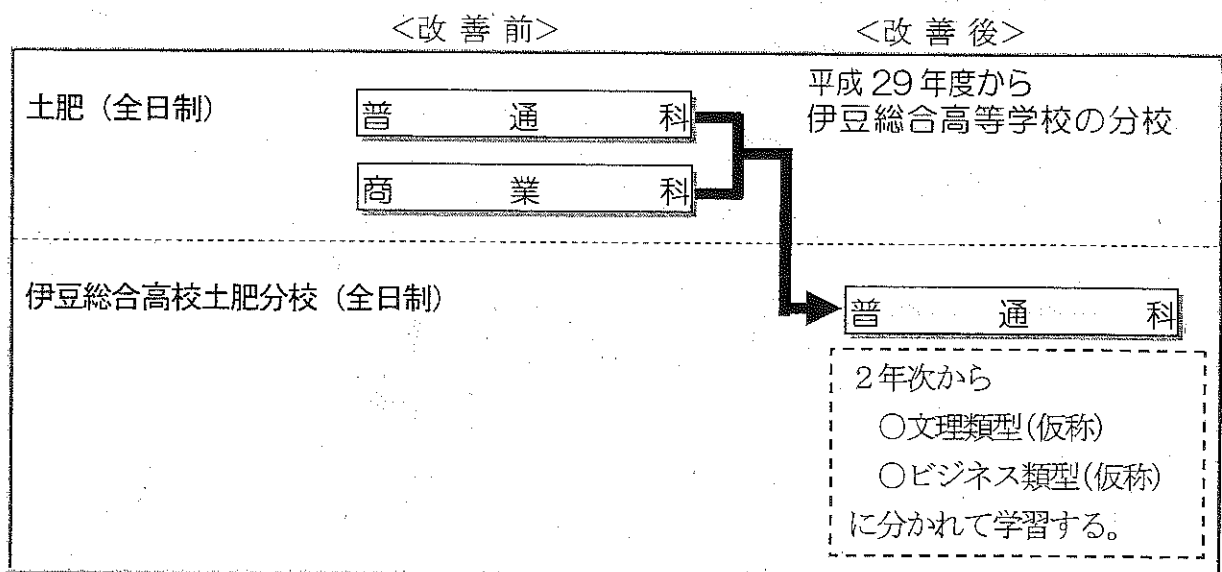 <改善前>
<改善後>
土肥（全日制）
普通科
商業科
平成29年度から
伊豆総合高等学校の分校
伊豆総合高校土肥分校（全日制）
普通科
２年次から
○文理類型(仮称)
○ビジネス類型(仮称)
に分かれて学習する。